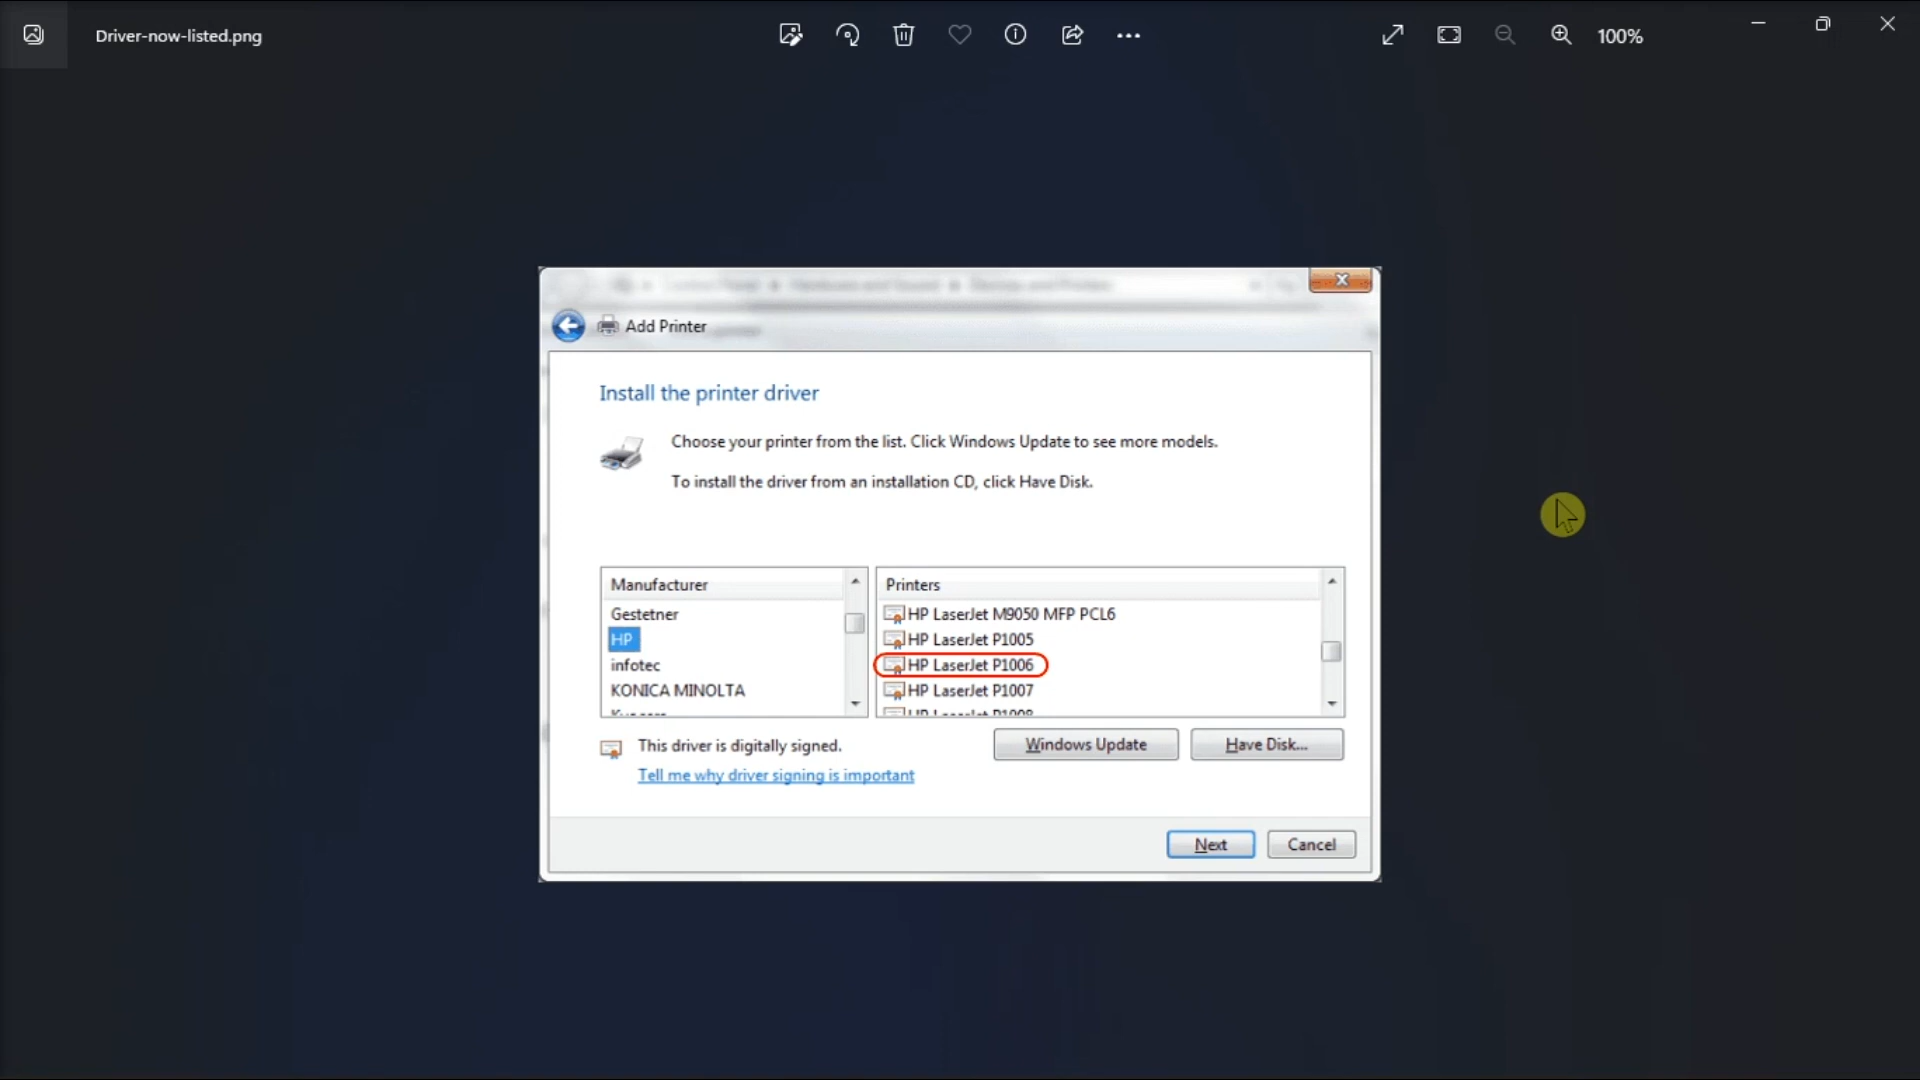 Driver-now-listed.png
100%
Add Printer
Install the printer driver
Choose your printer from the list. Click Windows Update to see more models.
To install the driver from an installation CD, click Have Disk.
Manufacturer
Gestetner
HP
infotec
KONICA MINOLTA
Printers
HP LaserJet M9050 MFP PCL6
HP LaserJet P1005
HP LaserJet P1006
HP LaserJet P1007
HP LaserJet P1008
This driver is digitally signed.
Tell me why driver signing is important
Windows Update
Have Disk...
Next
Cancel